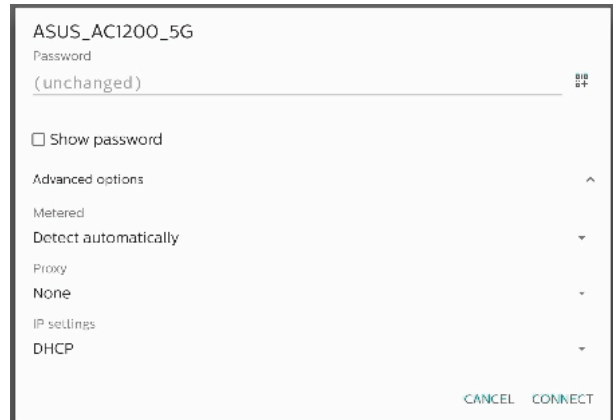 ASUS_AC1200_5G
Password
(unchanged)
Show password
Advanced options
Metered
Detect automatically
Proxy
None
IP settings
DHCP
CANCEL CONNECT